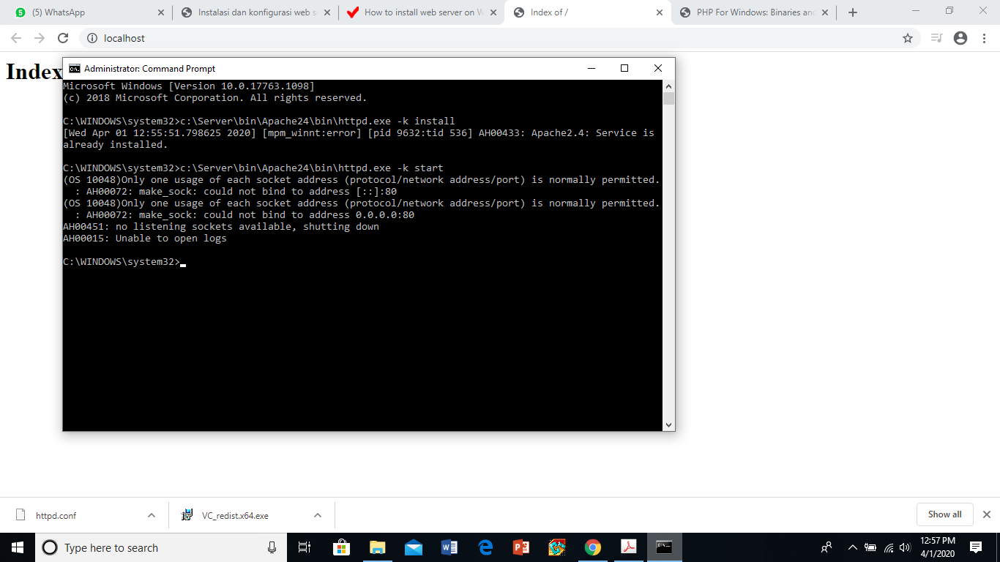 (5) WhatsApp
Instalasi dan konfigurasi web s
How to install web server on W
Index of /
PHP For Windows: Binaries and
localhost
Index
Administrator: Command Prompt
Microsoft Windows [Version 10.0.17763.1098]
(c) 2018 Microsoft Corporation. All rights reserved.
C:\WINDOWS\system32>c:\Server\bin\Apache24\bin\httpd.exe -k install
[Wed Apr 01 12:55:51.798625 2020] [mpm_winnt:error] [pid 9632:tid 536] AH00433: Apache2.4: Service is
already installed.
C:\WINDOWS\system32>c:\Server\bin\Apache24\bin\httpd.exe -k start
(OS 10048)Only one usage of each socket address (protocol/network address/port) is normally permitted.
: AH00072: make_sock: could not bind to address [::]:80
(OS 10048)Only one usage of each socket address (protocol/network address/port) is normally permitted.
: AH00072: make_sock: could not bind to address 0.0.0.0:80
AH00451: no listening sockets available, shutting down
AH00015: Unable to open logs
C:\WINDOWS\system32>
httpd.conf
VC_redist.x64.exe
Show all
Type here to search
12:57 PM
4/1/2020